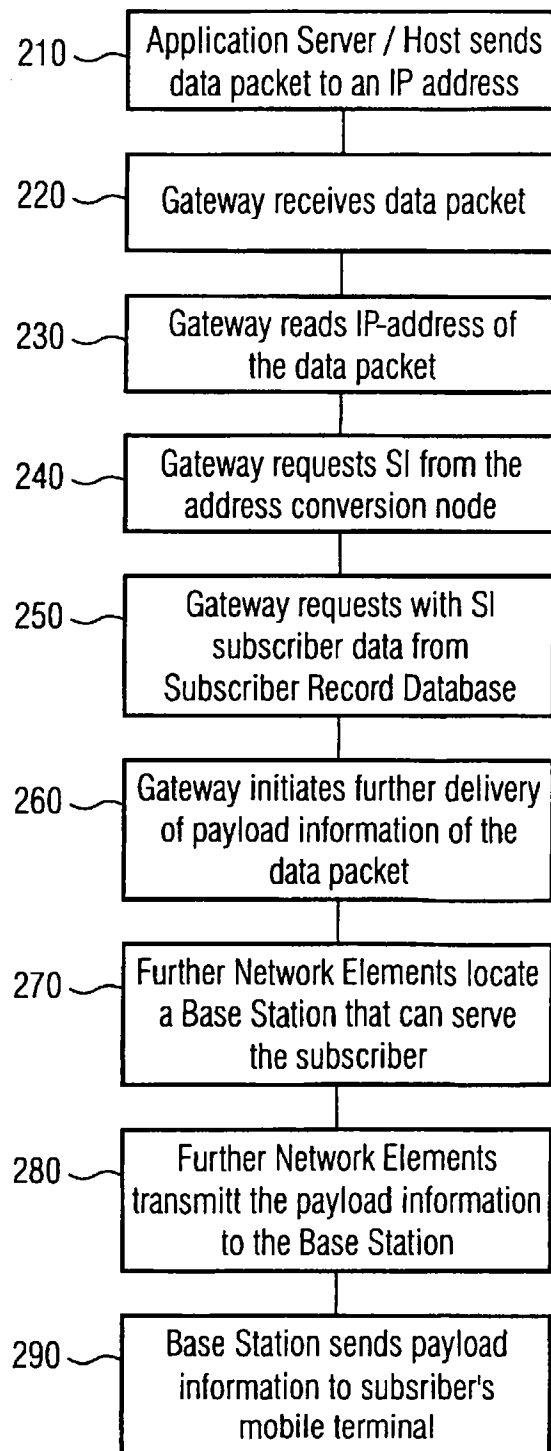 210
Application Server / Host sends
data packet to an IP address
220
Gateway receives data packet
230
Gateway reads IP-address of
the data packet
240
Gateway requests SI from the
address conversion node
250
Gateway requests with SI
subscriber data from
Subscriber Record Database
260
Gateway initiates further delivery
of payload information of the
data packet
270
Further Network Elements locate
a Base Station that can serve
the subscriber
280
Further Network Elements
transmitt the payload information
to the Base Station
290
Base Station sends payload
information to subsriber's
mobile terminal